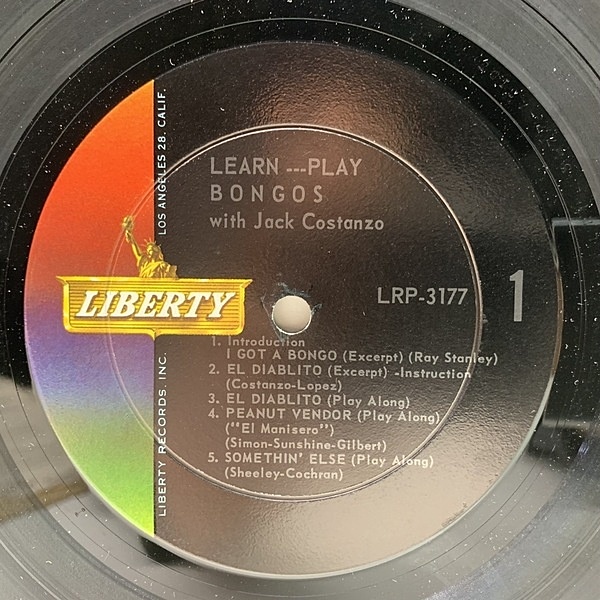 LEARN ---PLAY
BONGOS
with Jack Costanzo
LOS ANGELES 28, CALIF.
LIBERTY
LIBERTY RECORDS, INC.
LRP-3177
1
1. Introduction
I GOT A BONGO (Excerpt) (Ray Stanley)
2. EL DIABLITO (Excerpt) -Instruction
(Costanzo-Lopez)
3. EL DIABLITO (Play Along)
4. PEANUT VENDOR (Play Along)
("El Manisero")
(Simon-Sunshine-Gilbert)
5. SOMETHIN' ELSE (Play Along)
(Sheeley-Cochran)